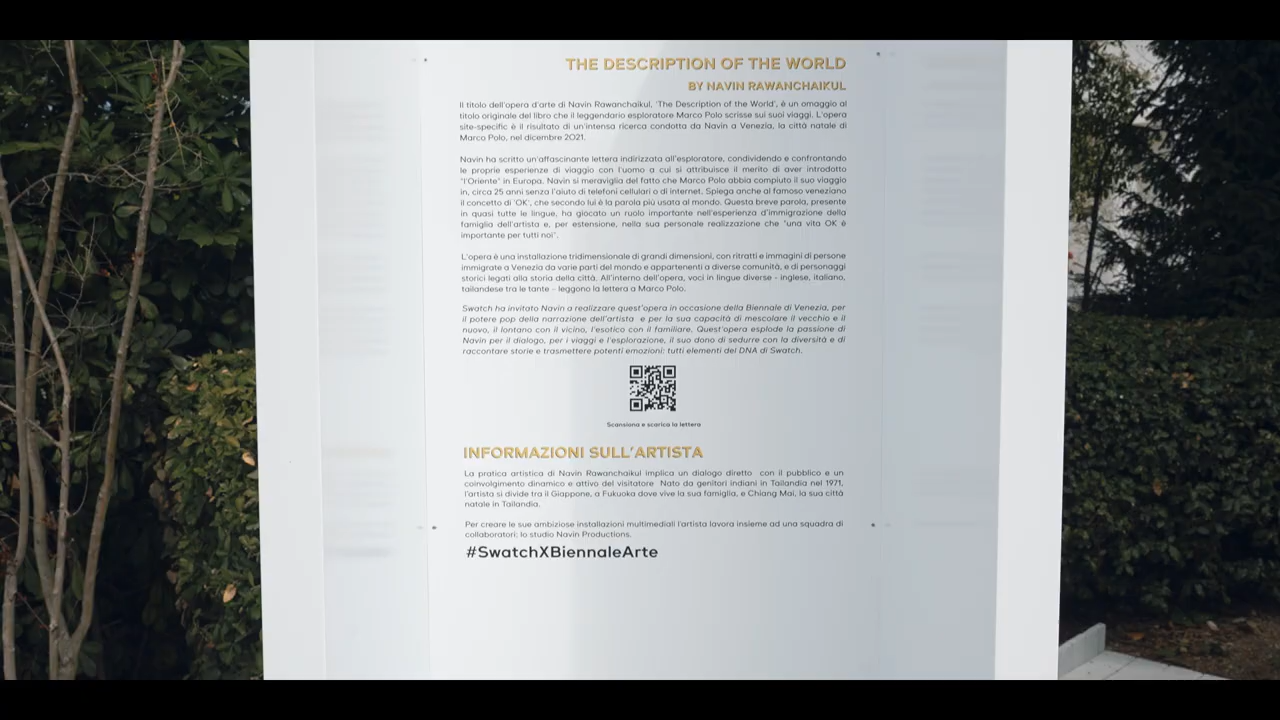 THE DESCRIPTION OF THE WORLD
BY NAVIN RAWANCHAIKUL
Il titolo dell'opera d'arte di Navin Rawanchaikul, 'The Description of the World', è un omaggio al
titolo originale del libro che il leggendario esploratore Marco Polo scrisse sui suoi viaggi. L'opera
site-specific è il risultato di un'intensa ricerca condotta da Navin a Venezia, la città natale di
Marco Polo, nel dicembre 2021.
Navin ha scritto un'affascinante lettera indirizzata all'esploratore, condividendo e confrontando
le proprie esperienze di viaggio con l'uomo a cui si attribuisce il merito di aver introdotto
"l'Oriente" in Europa. Navin si meraviglia del fatto che Marco Polo abbia compiuto il suo viaggio
in, circa 25 anni senza l'aiuto di telefoni cellulari o di internet. Spiega anche al famoso veneziano
il concetto di 'OK', che secondo lui è la parola più usata al mondo. Questa breve parola, presente
in quasi tutte le lingue, ha giocato un ruolo importante nell'esperienza d'immigrazione della
famiglia dell'artista e, per estensione, nella sua personale realizzazione che "una vita OK è
importante per tutti noi".
L'opera è una installazione tridimensionale di grandi dimensioni, con ritratti e immagini di persone
immigrate a Venezia da varie parti del mondo e appartenenti a diverse comunità, e di personaggi
storici legati alla storia della città. All'interno dell'opera, voci in lingue diverse - inglese, italiano,
tailandese tra le tante - leggono la lettera a Marco Polo.
Swatch ha invitato Navin a realizzare quest'opera in occasione della Biennale di Venezia, per
il potere pop della narrazione dell'artista e per la sua capacità di mescolare il vecchio e il
nuovo, il lontano con il vicino, l'esotico con il familiare. Quest'opera esplode la passione di
Navin per il dialogo, per i viaggi e l'esplorazione, il suo dono di sedurre con la diversità e di
raccontare storie e trasmettere potenti emozioni: tutti elementi del DNA di Swatch.
Scansiona e scarica la lettera
INFORMAZIONI SULL'ARTISTA
La pratica artistica di Navin Rawanchaikul implica un dialogo diretto con il pubblico e un
coinvolgimento dinamico e attivo del visitatore Nato da genitori indiani in Tailandia nel 1971,
l'artista si divide tra il Giappone, a Fukuoka dove vive la sua famiglia, e Chiang Mai, la sua città
natale in Tailandia.
Per creare le sue ambiziose installazioni multimediali l'artista lavora insieme ad una squadra di
collaboratori: lo studio Navin Productions.
#SwatchXBiennaleArte